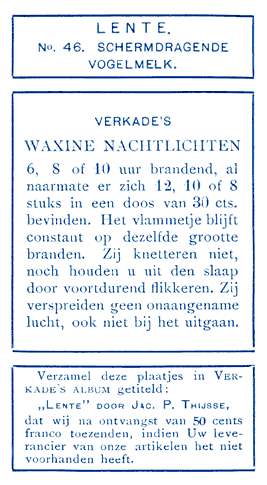 LENTE.
No. 46. SCHERMDRAGENDE
VOGELMELK.
VERKADE'S
WAXINE NACHTLICHTEN
6, 8 of 10 uur brandend, al
naarmate er zich 12, 10 of 8
stuks in een doos van 30 cts.
bevinden. Het vlammetje blijft
constant op dezelfde grootte
branden. Zij knetteren niet,
noch houden u uit den slaap
door voortdurend flikkeren. Zij
verspreiden geen onaangename
lucht, ook niet bij het uitgaan.
Verzamel deze plaatjes in VER-
KADE'S ALBUM getiteld:
„LENTE" DOOR JAC. P. THIJSSE,
dat wij na ontvangst van 50 cents
franco toezenden, indien Uw leve-
rancier van onze artikelen het niet
voorhanden heeft.